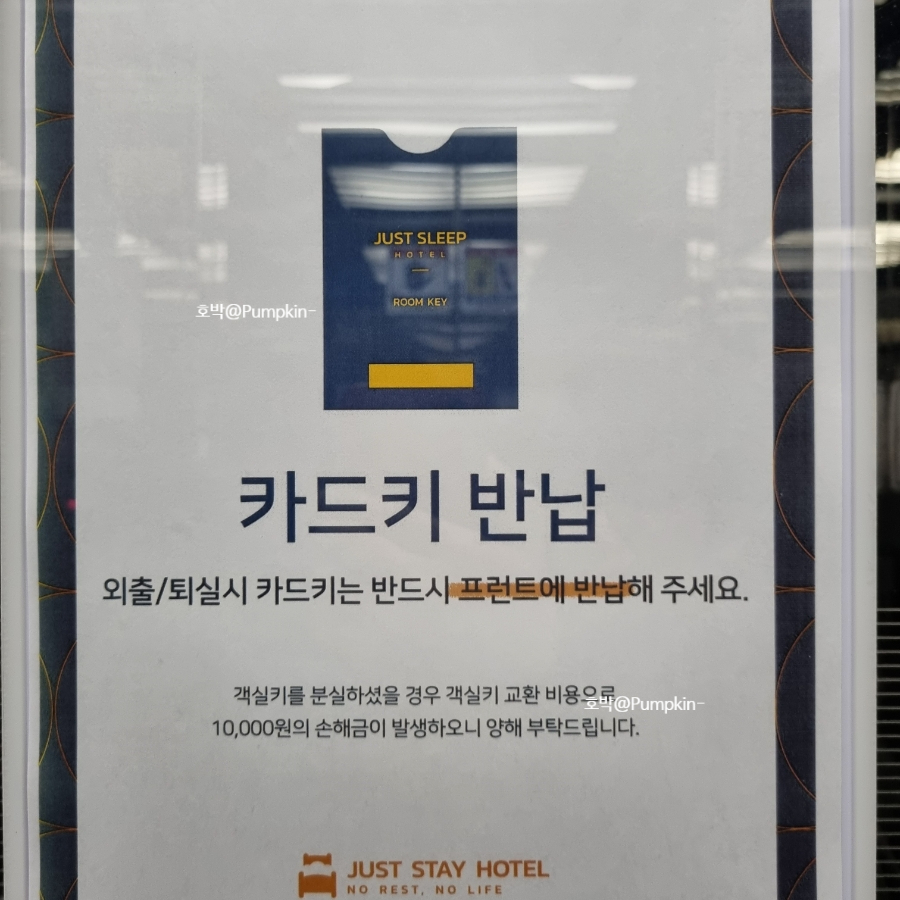 JUST SLEEP
HOTEL
ROOM KEY
호박@Pumpkin-
카드키 반납
외출/퇴실시 카드키는 반드시 프런트에 반납해 주세요.
객실키를 분실하셨을 경우 객실키 교환 비용으로
호박@Pumpkin-
10,000원의 손해금이 발생하오니 양해 부탁드립니다.
JUST STAY HOTEL
NO REST, NO LIFE